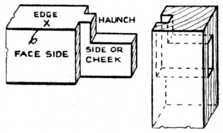 EDGE
X
HAUNCH
FACE SIDE
SIDE OR
CHEEK